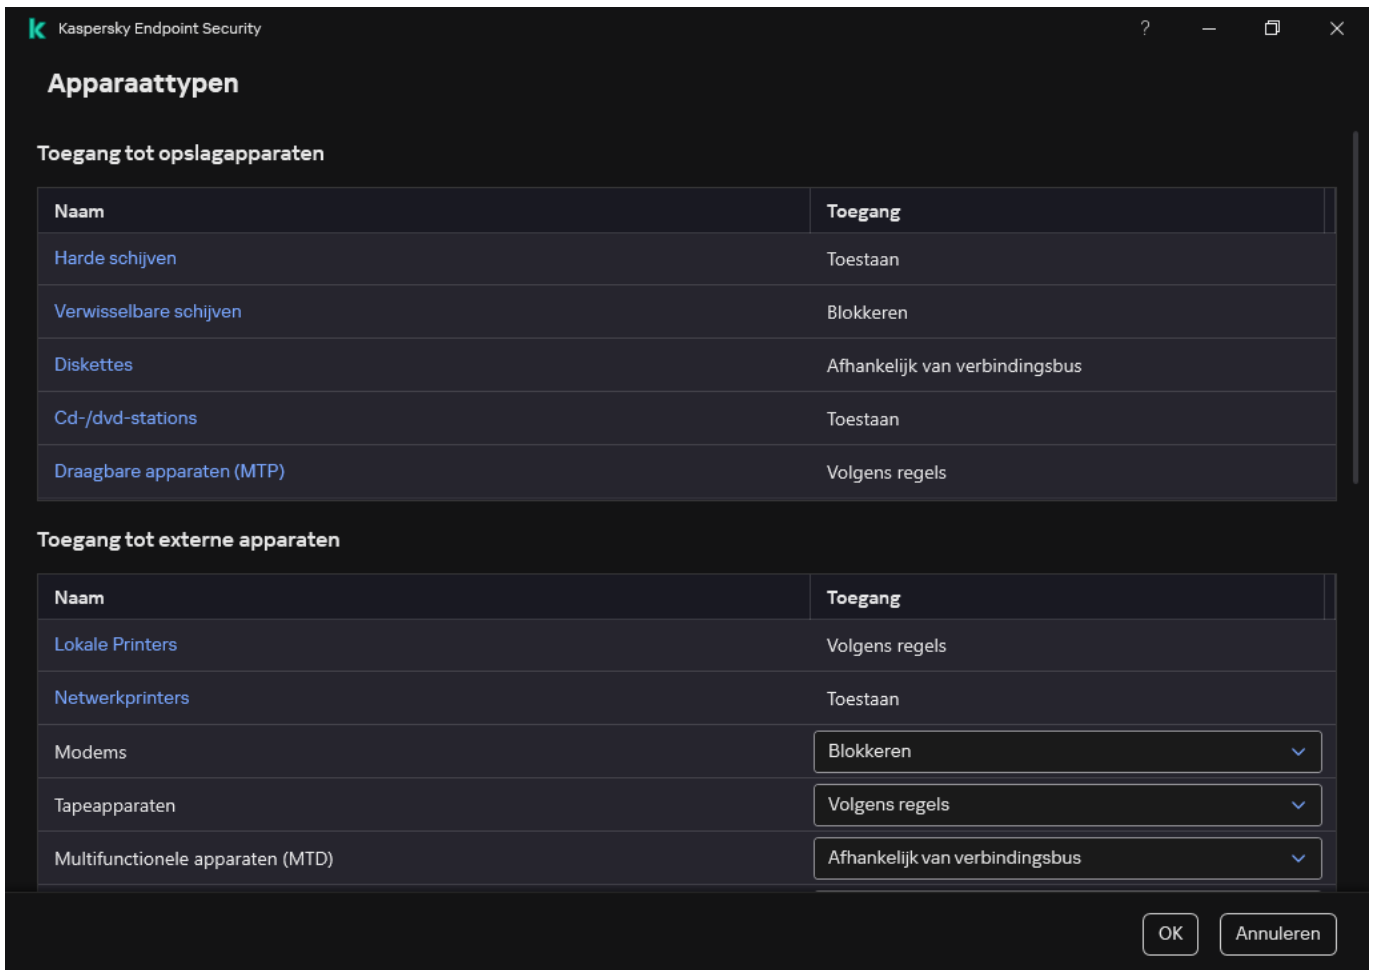 Kaspersky Endpoint Security
?
Apparaattypen
Toegang tot opslagapparaten
Naam Toegang
Harde schijven Toestaan
Verwisselbare schijven Blokkeren
Diskettes Afhankelijk van verbindingsbus
Cd-/dvd-stations Toestaan
Draagbare apparaten (MTP) Volgens regels
Toegang tot externe apparaten
Naam Toegang
Lokale Printers Volgens regels
Netwerkprinters Toestaan
Modems Blokkeren
Tapeapparaten Volgens regels
Multifunctionele apparaten (MTD) Afhankelijk van verbindingsbus
OK Annuleren